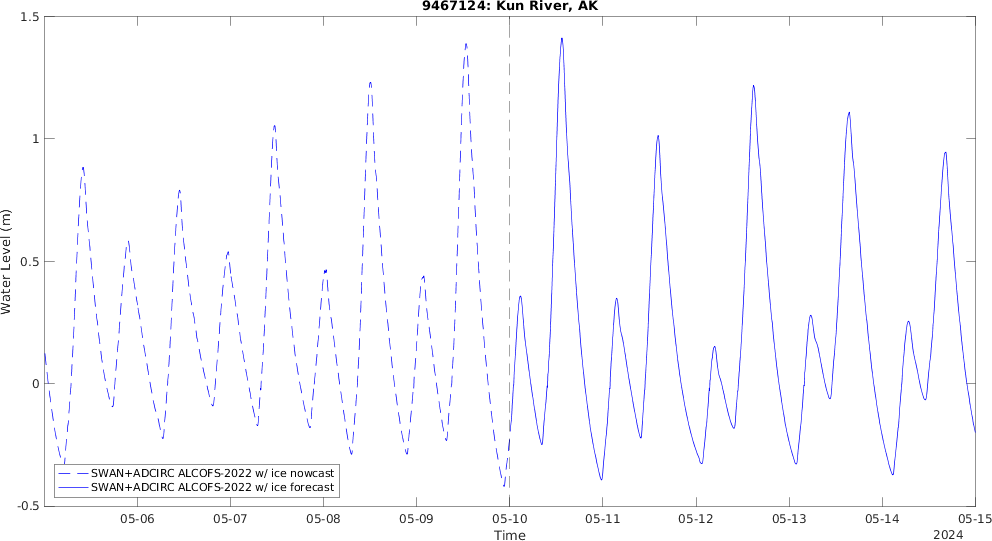 9467124: Kun River, AK
1.5
1
0.5
0
-0.5
Water Level (m)
SWAN+ADCIRC ALCOFS-2022 w/ ice nowcast
SWAN+ADCIRC ALCOFS-2022 w/ ice forecast
05-06 05-07 05-08 05-09 05-10 05-11 05-12 05-13 05-14 05-15
Time
2024